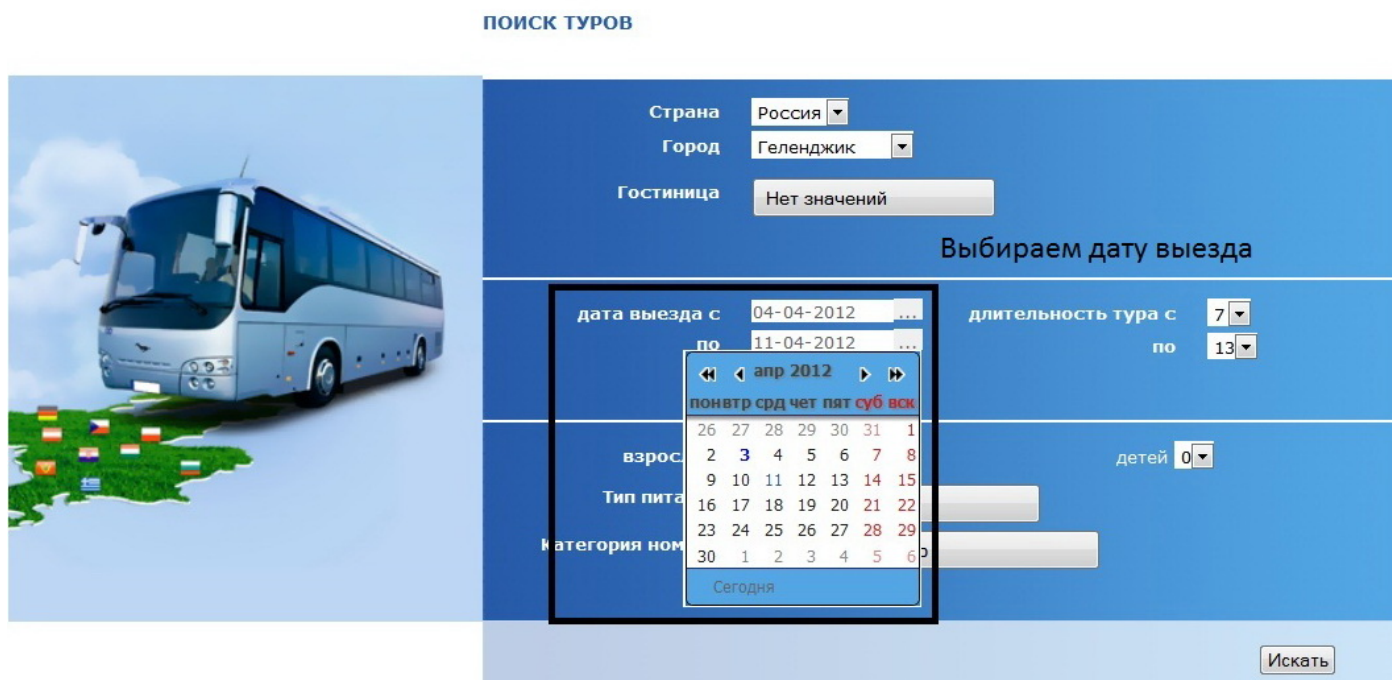 ПОИСК ТУРОВ
Страна Россия
Город Геленджик
Гостиница Нет значений
Выбираем дату выезда
дата выезда с 04-04-2012 ... длительность тура с 7
по 11-04-2012 ... по 13
апр 2012
пон втр срд чет пят суб вск
26 27 28 29 30 31 1
2 3 4 5 6 7 8
9 10 11 12 13 14 15
16 17 18 19 20 21 22
23 24 25 26 27 28 29
30 1 2 3 4 5 6
Сегодня
взрос
детей 0
Тип пита
Категория ном
Искать